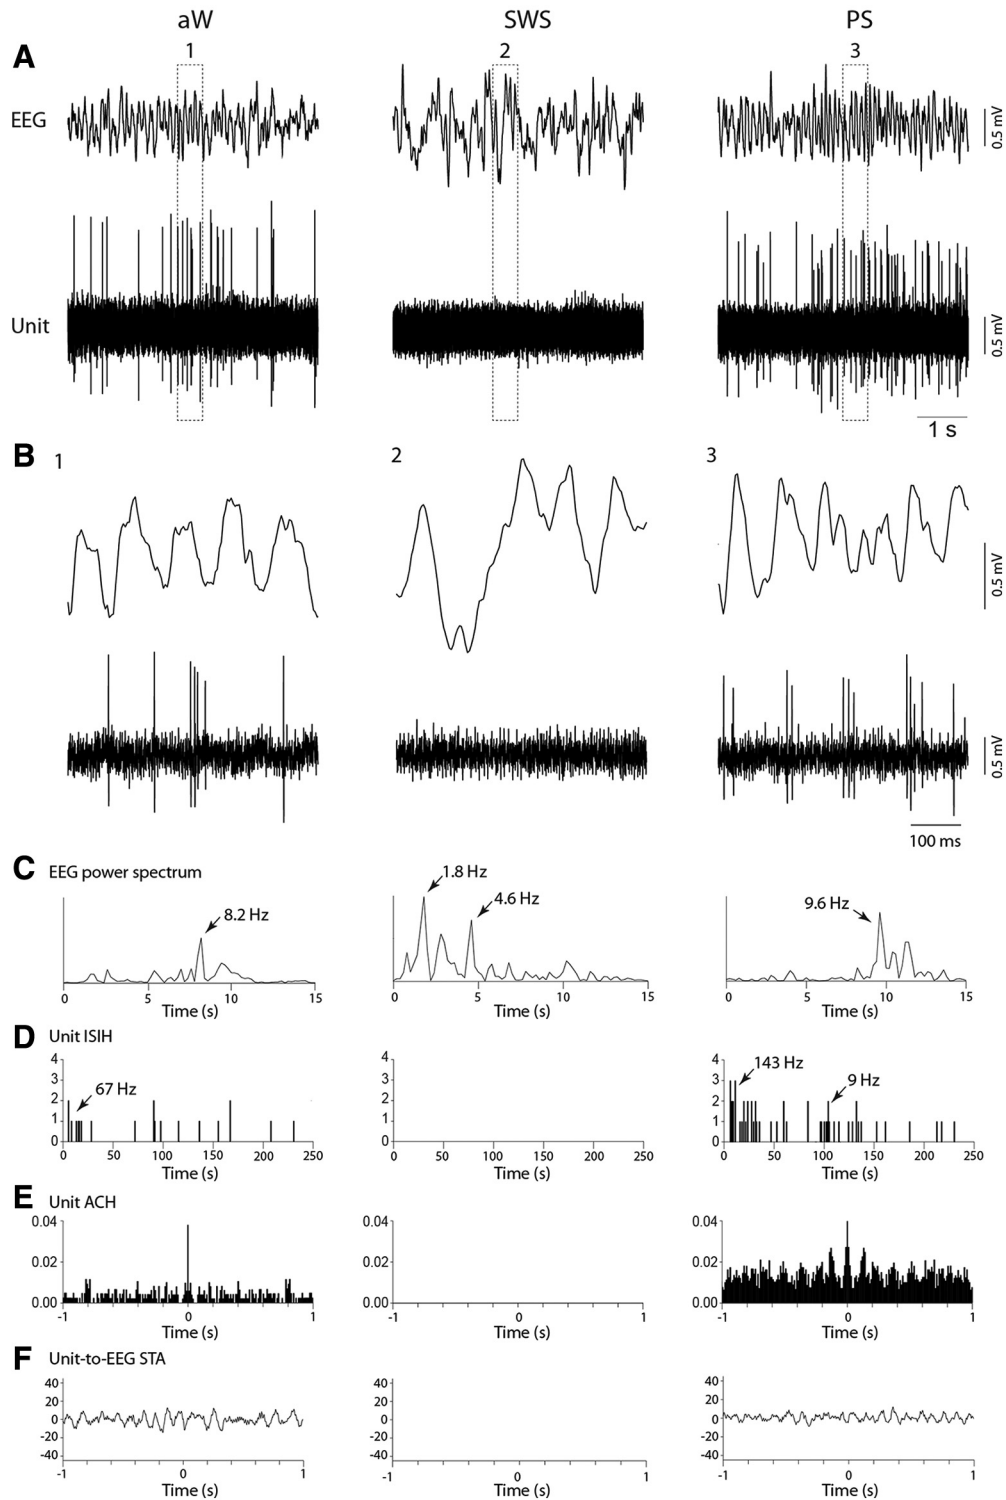 aW SWS PS
A 1 2 3
EEG 0.5 mV
Unit 0.5 mV
1 s
B 1 2 3
0.5 mV
0.5 mV
100 ms
C EEG power spectrum
8.2 Hz 1.8 Hz 4.6 Hz 9.6 Hz
0 5 10 15 0 5 10 15 0 5 10 15
Time (s) Time (s) Time (s)
D Unit ISIH
4 4 4
3 3 3
2 2 2
1 1 1
0 0 0
67 Hz 143 Hz 9 Hz
0 50 100 150 200 250 0 50 100 150 200 250 0 50 100 150 200 250
Time (s) Time (s) Time (s)
E Unit ACH
0.04 0.04 0.04
0.02 0.02 0.02
0.00 0.00 0.00
-1 0 1 -1 0 1 -1 0 1
Time (s) Time (s) Time (s)
F Unit-to-EEG STA
40 40 40
20 20 20
0 0 0
-20 -20 -20
-40 -40 -40
-1 0 1 -1 0 1 -1 0 1
Time (s) Time (s) Time (s)